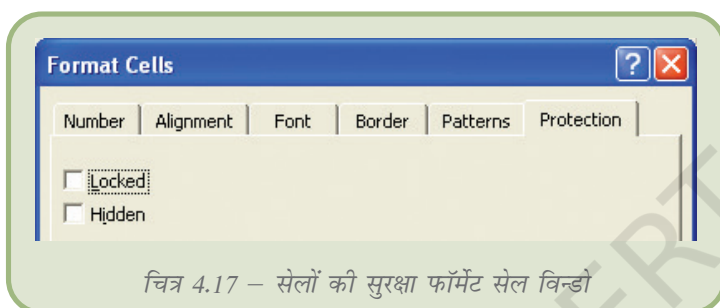 Format Cells
Number Alignment Font Border Patterns Protection
Locked
Hidden
चित्र 4.17 – सेलों की सुरक्षा फॉर्मेट सेल विन्डो